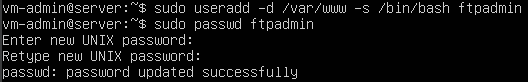 vm-admin@server:~$ sudo useradd -d /var/www -s /bin/bash ftpadmin
vm-admin@server:~$ sudo passwd ftpadmin
Enter new UNIX password:
Retype new UNIX password:
passwd: password updated successfully